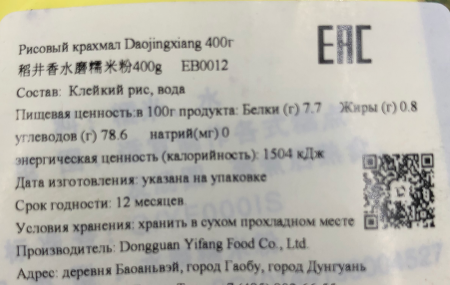 Рисовый крахмал Daojingxiang 400г
EAC
稻井香水磨糯米粉400g EB0012
Состав: Клейкий рис, вода
Пищевая ценность:в 100г продукта: Белки (г) 7.7 Жиры (г) 0.8
углеводов (г) 78.6 натрий(мг) 0
энергическая ценность (калорийность): 1504 кДж
Дата изготовления: указана на упаковке
Срок годности: 12 месяцев
Условия хранения: хранить в сухом прохладном месте
Производитель: Dongguan Yifang Food Co., Ltd.
Адрес: деревня Баоаньвэй, город Гаобу, город Дунгуань